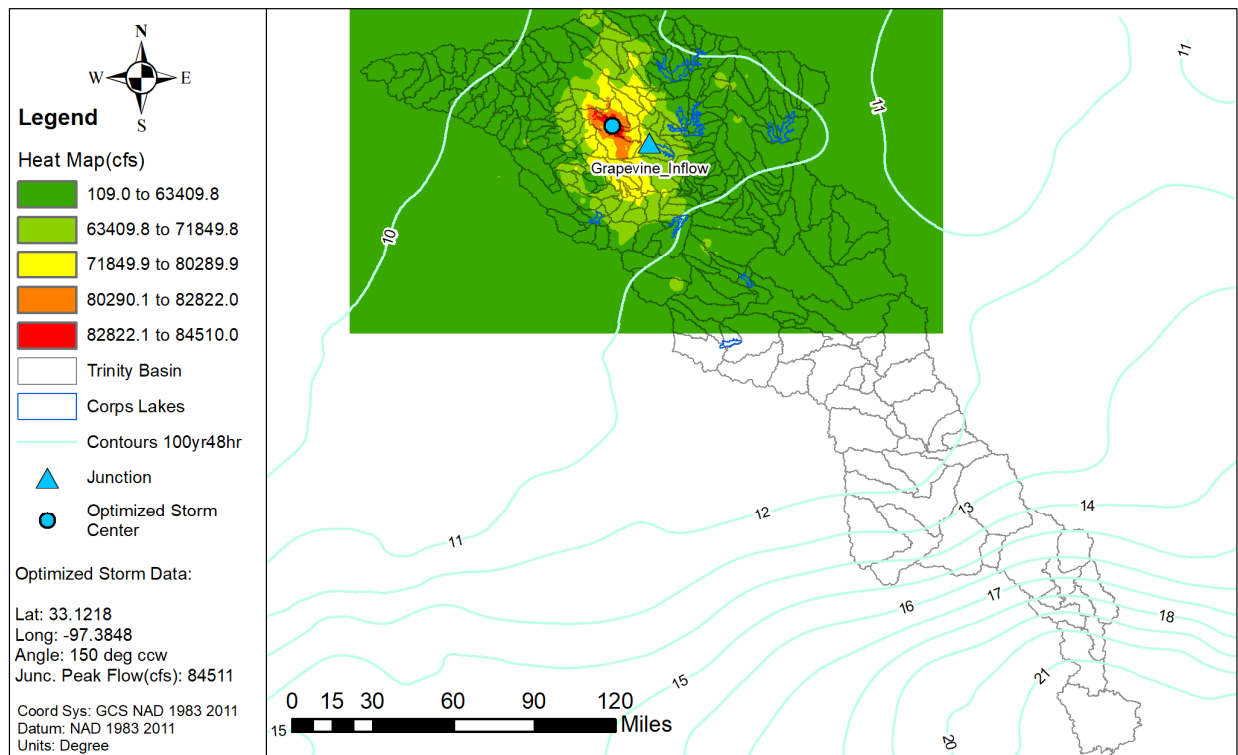 N
W E
S
Legend
Heat Map(cfs)
109.0 to 63409.8
63409.8 to 71849.8
71849.9 to 80289.9
80290.1 to 82822.0
82822.1 to 84510.0
Trinity Basin
Corps Lakes
Contours 100yr48hr
Junction
Optimized Storm
Center
Optimized Storm Data:
Lat: 33.1218
Long: -97.3848
Angle: 150 deg ccw
Junc. Peak Flow(cfs): 84511
Coord Sys: GCS NAD 1983 2011
Datum: NAD 1983 2011
Units: Degree
11
11
Grapevine_Inflow
10
12
13
14
11
16
17
18
15
21
20
15
0 15 30 60 90 120
Miles